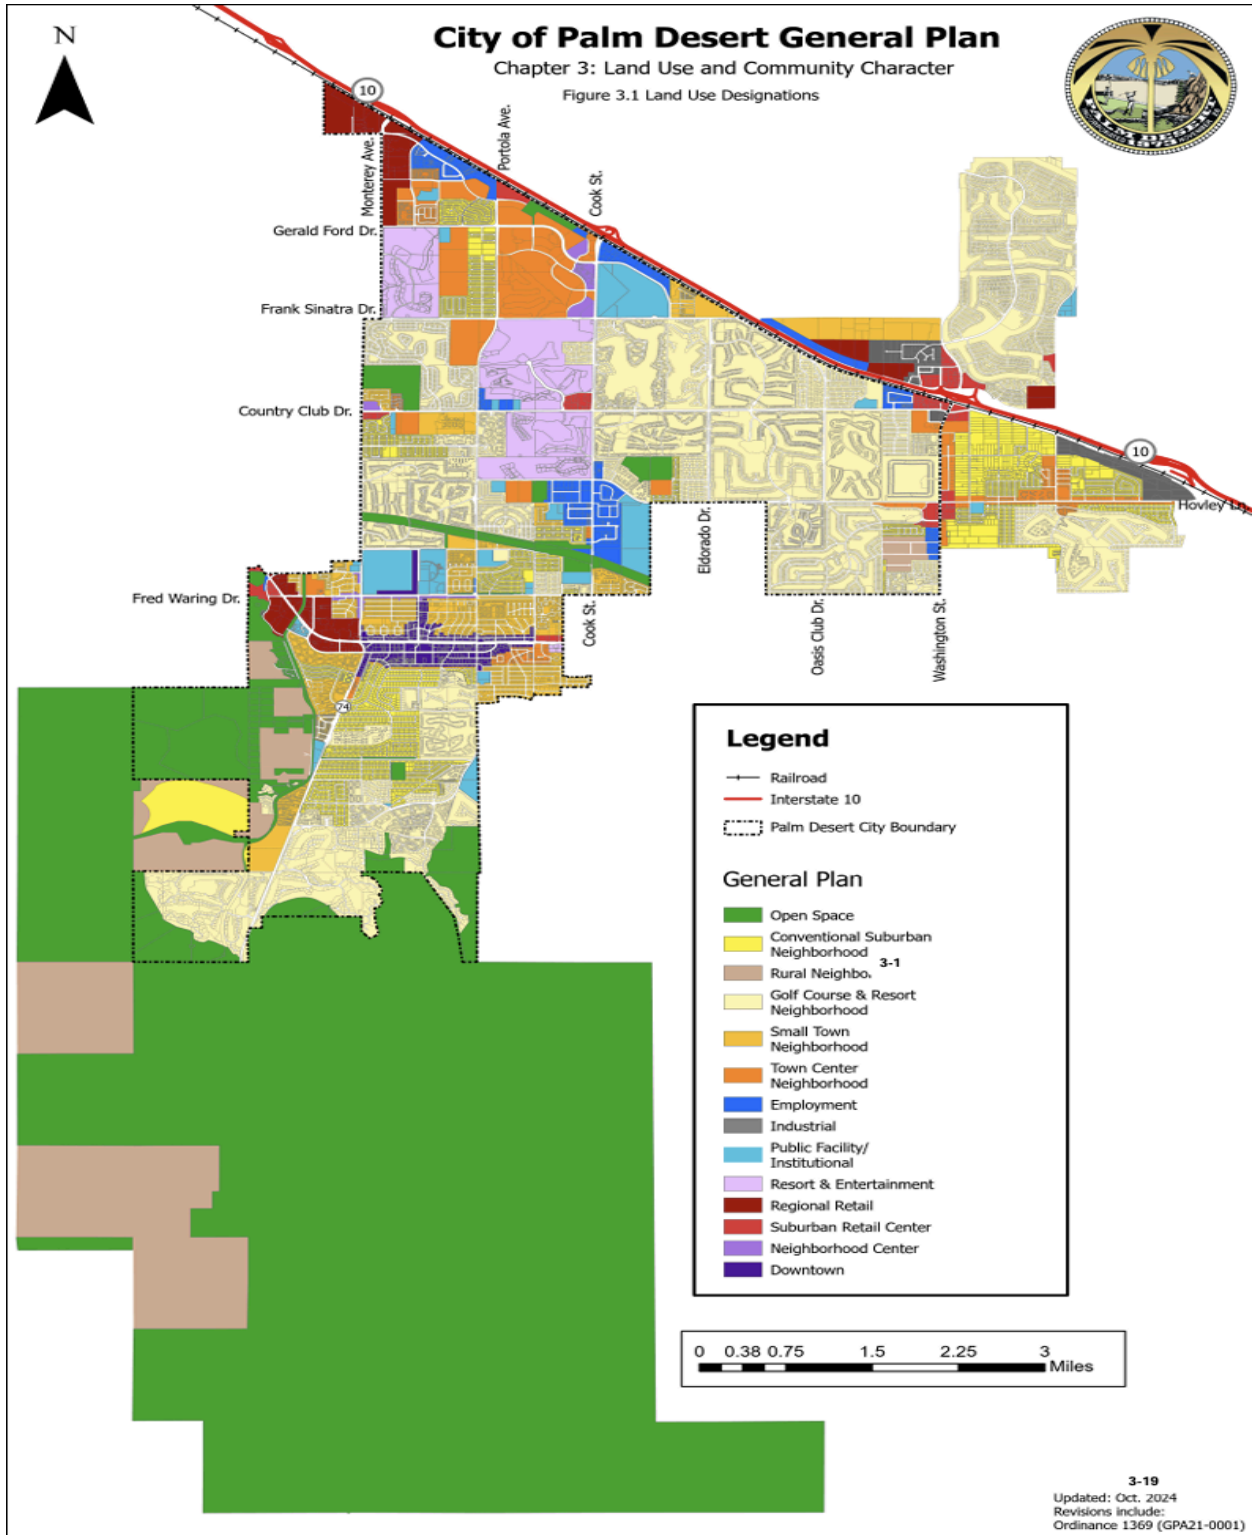 City of Palm Desert General Plan
Chapter 3: Land Use and Community Character
Figure 3.1 Land Use Designations
N
PALM DESERT
1973
10
Monterey Ave.
Portola Ave.
Cook St.
Gerald Ford Dr.
Frank Sinatra Dr.
Country Club Dr.
10
Hovley Ln.
Eldorado Dr.
Fred Waring Dr.
Cook St.
Oasis Club Dr.
Washington St.
74
Legend
Railroad
Interstate 10
Palm Desert City Boundary
General Plan
Open Space
Conventional Suburban
Neighborhood
3-1
Rural Neighbo
Golf Course & Resort
Neighborhood
Small Town
Neighborhood
Town Center
Neighborhood
Employment
Industrial
Public Facility/
Institutional
Resort & Entertainment
Regional Retail
Suburban Retail Center
Neighborhood Center
Downtown
0 0.38 0.75 1.5 2.25 3
Miles
3-19
Updated: Oct. 2024
Revisions include:
Ordinance 1369 (GPA21-0001)